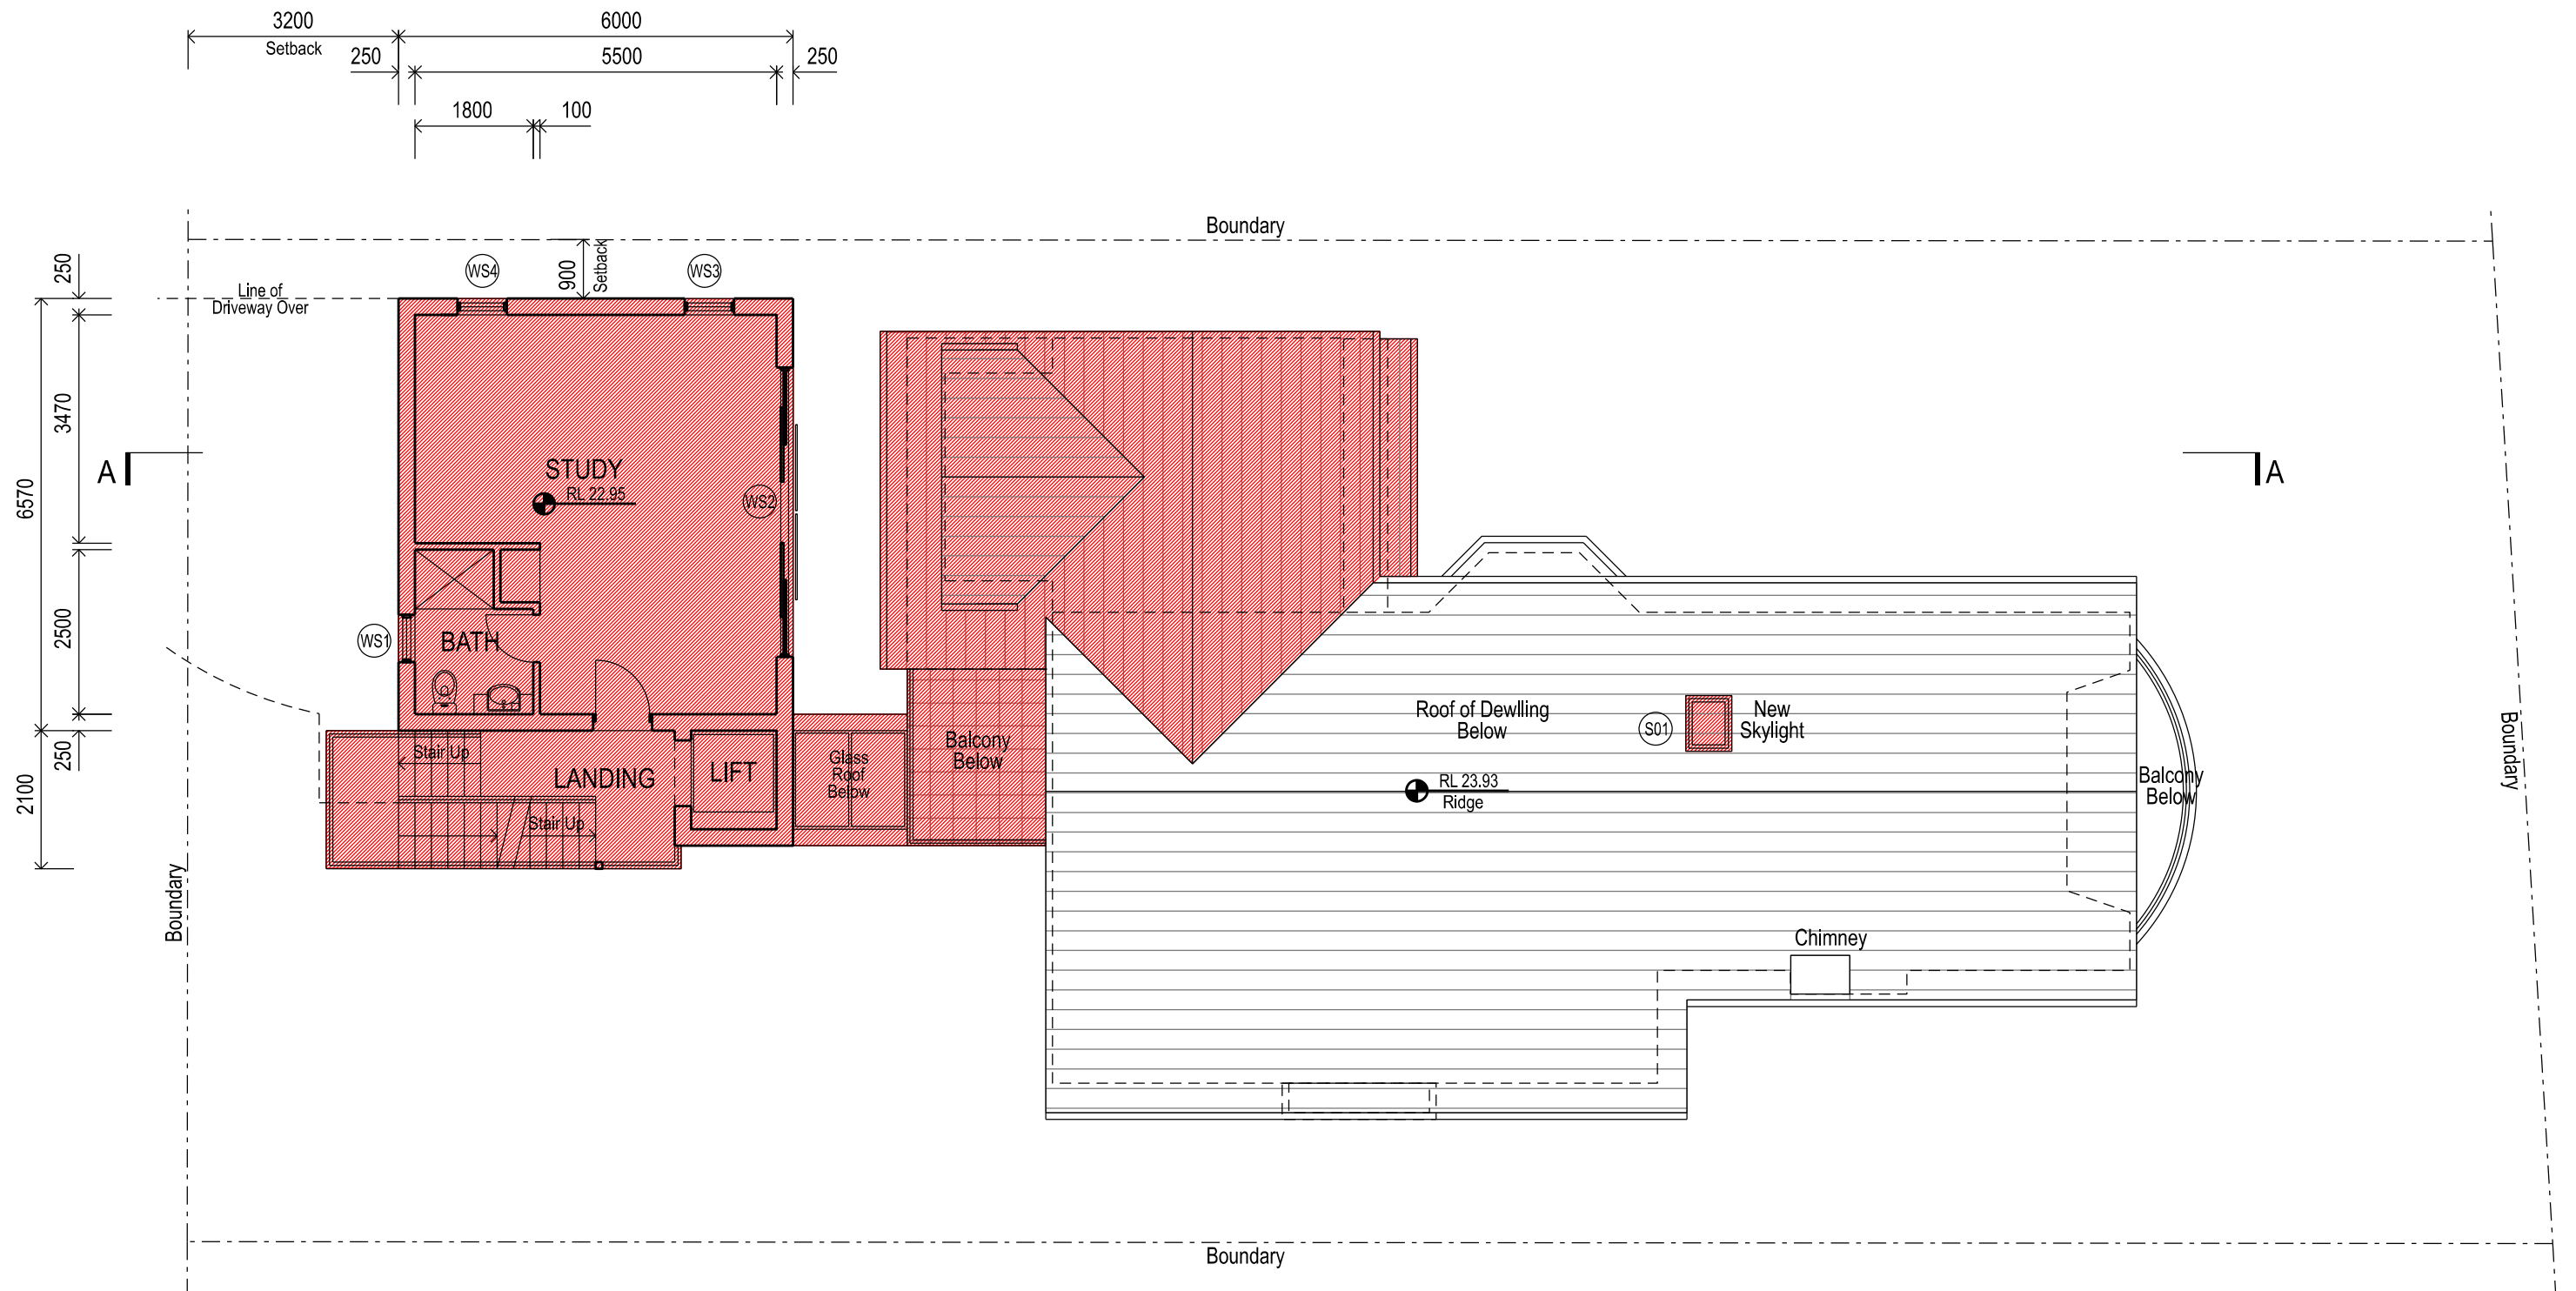 3200
6000
Setback
250
5500
250
1800
100
Boundary
250
900
Setback
WS4
WS3
Line of
Driveway Over
3470
A
A
STUDY
RL 22.95
WS2
6570
2500
WS1
BATH
250
2100
Stair Up
LANDING
LIFT
Stair Up
Glass
Roof
Below
Balcony
Below
Roof of Dewlling
Below
S01
New
Skylight
RL 23.93
Ridge
Balcony
Below
Boundary
Chimney
Boundary
Boundary